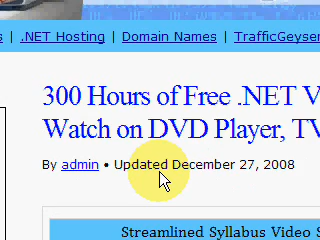 | .NET Hosting | Domain Names | TrafficGeyser
300 Hours of Free .NET V
Watch on DVD Player, TV
By admin • Updated December 27, 2008
Streamlined Syllabus Video S